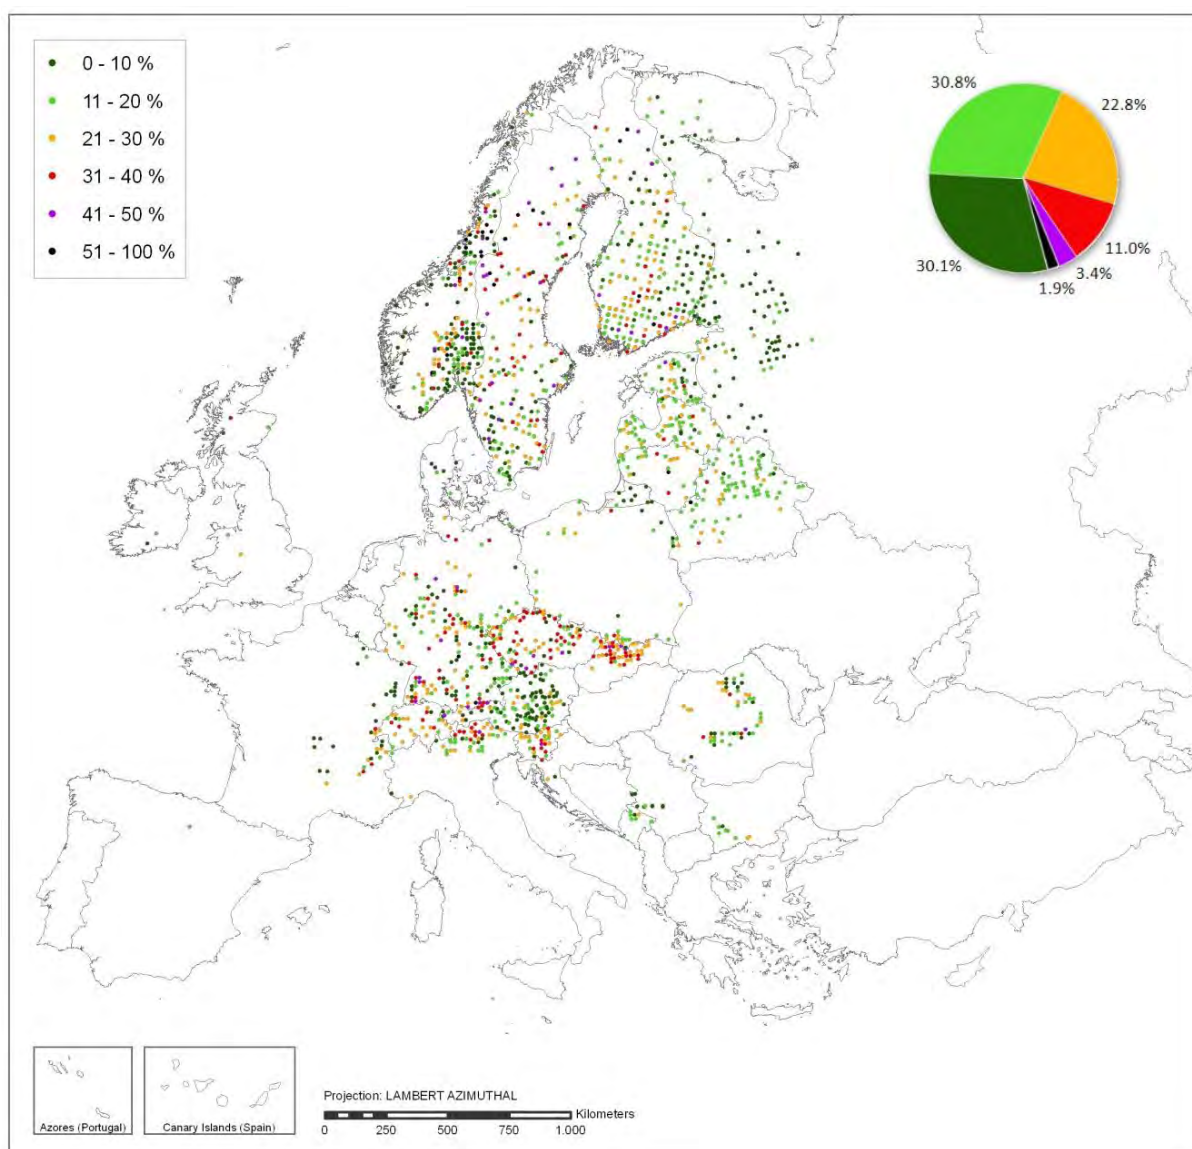 0 - 10 %
11 - 20 %
21 - 30 %
31 - 40 %
41 - 50 %
51 - 100 %
30.8%
22.8%
11.0%
3.4%
1.9%
30.1%
Projection: LAMBERT AZIMUTHAL
Kilometers
0 250 500 750 1.000
Azores (Portugal)
Canary Islands (Spain)